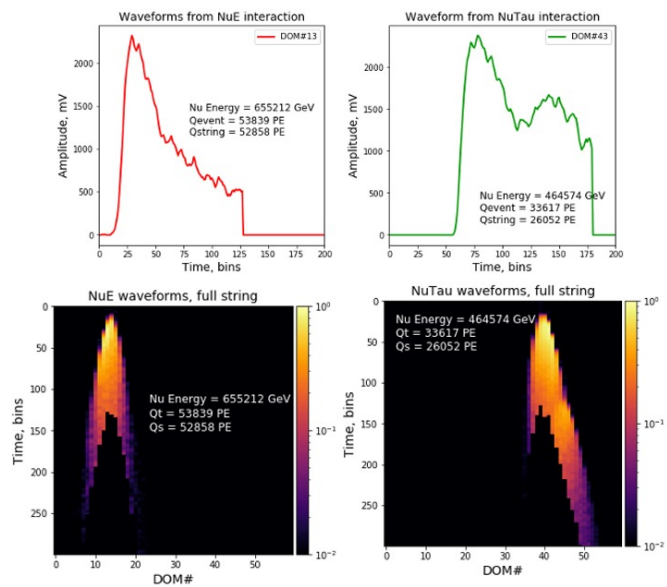 Waveforms from NuE interaction
DOM#13
Nu Energy = 655212 GeV
Qevent = 53839 PE
Qstring = 52858 PE
Amplitude, mV
2000
1500
1000
500
0
0 25 50 75 100 125 150 175 200
Time, bins
Waveform from NuTau interaction
DOM#43
Nu Energy = 464574 GeV
Qevent = 33617 PE
Qstring = 26052 PE
Amplitude, mV
2000
1500
1000
500
0
0 25 50 75 100 125 150 175 200
Time, bins
NuE waveforms, full string
Nu Energy = 655212 GeV
Qt = 53839 PE
Qs = 52858 PE
Time, bins
0
50
100
150
200
250
0 10 20 30 40 50
DOM#
10⁰
10⁻¹
10⁻²
NuTau waveforms, full string
Nu Energy = 464574 GeV
Qt = 33617 PE
Qs = 26052 PE
Time, bins
0
50
100
150
200
250
0 10 20 30 40 50
DOM#
10⁰
10⁻¹
10⁻²